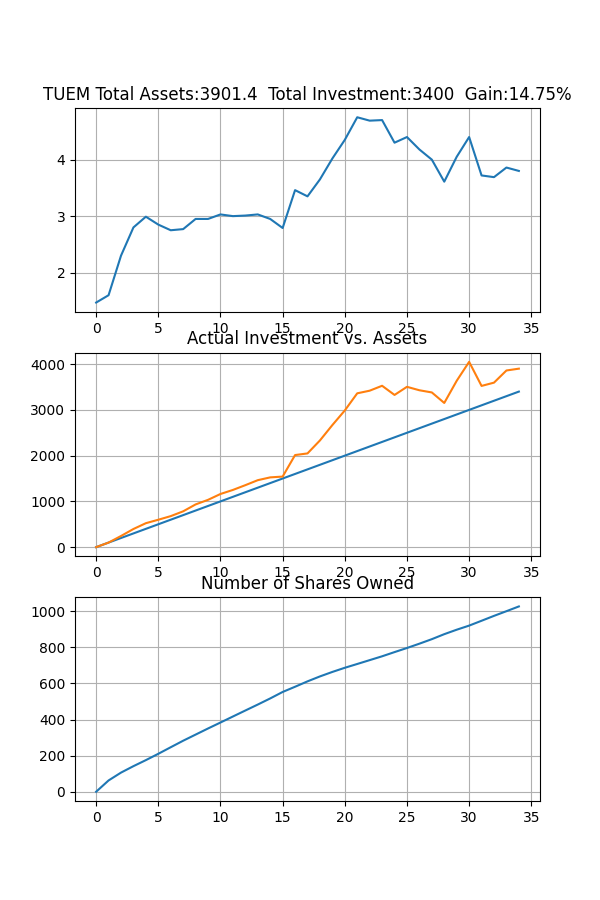 TUEM Total Assets:3901.4  Total Investment:3400  Gain:14.75%
4
3
2
0 5 10 15 20 25 30 35
Actual Investment vs. Assets
4000
3000
2000
1000
0
0 5 10 15 20 25 30 35
Number of Shares Owned
1000
800
600
400
200
0
0 5 10 15 20 25 30 35